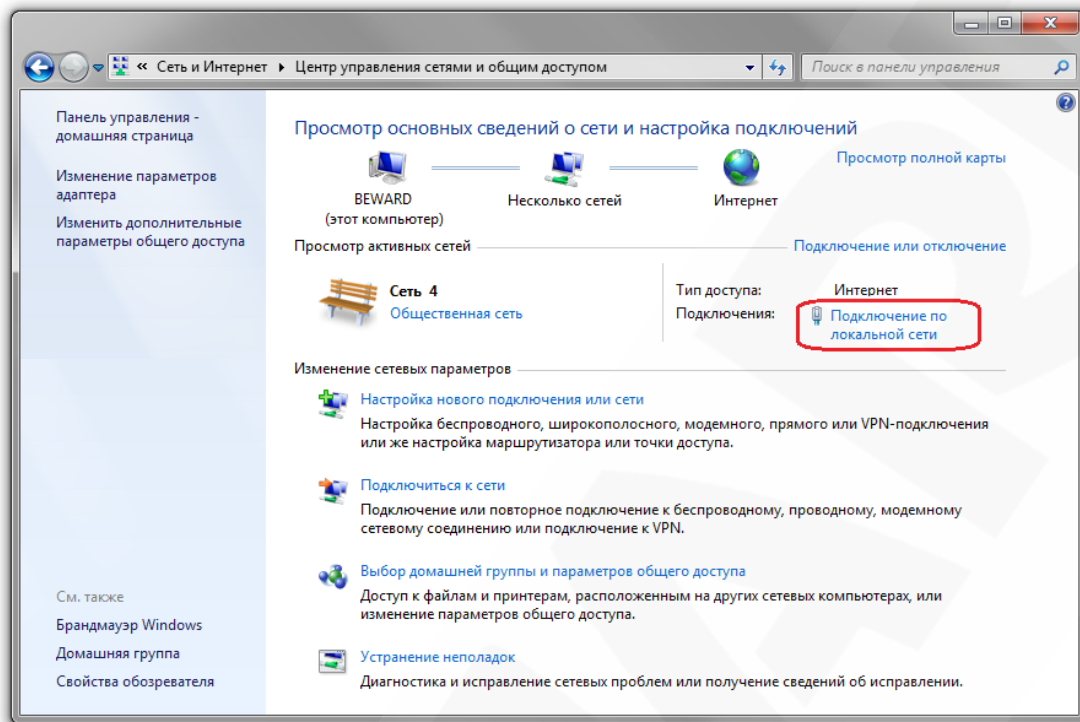 « Сеть и Интернет ▸ Центр управления сетями и общим доступом
Поиск в панели управления
Панель управления -
домашняя страница
Изменение параметров
адаптера
Изменить дополнительные
параметры общего доступа
См. также
Брандмауэр Windows
Домашняя группа
Свойства обозревателя
Просмотр основных сведений о сети и настройка подключений
Просмотр полной карты
BEWARD
(этот компьютер)
Несколько сетей
Интернет
Просмотр активных сетей
Подключение или отключение
Сеть 4
Общественная сеть
Тип доступа: Интернет
Подключения: Подключение по
локальной сети
Изменение сетевых параметров
Настройка нового подключения или сети
Настройка беспроводного, широкополосного, модемного, прямого или VPN-подключения
или же настройка маршрутизатора или точки доступа.
Подключиться к сети
Подключение или повторное подключение к беспроводному, проводному, модемному
сетевому соединению или подключение к VPN.
Выбор домашней группы и параметров общего доступа
Доступ к файлам и принтерам, расположенным на других сетевых компьютерах, или
изменение параметров общего доступа.
Устранение неполадок
Диагностика и исправление сетевых проблем или получение сведений об исправлении.